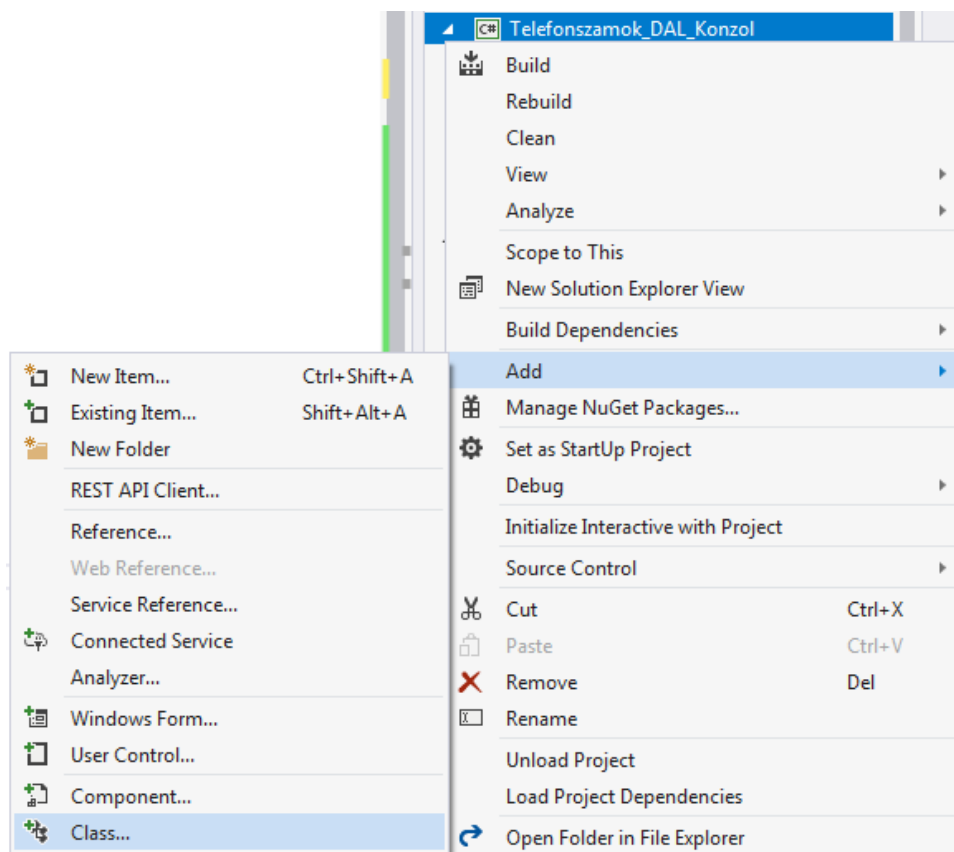 C# Telefonszamok_DAL_Konzol
Build
Rebuild
Clean
View
Analyze
Scope to This
New Solution Explorer View
Build Dependencies
Add
Manage NuGet Packages...
Set as StartUp Project
Debug
Initialize Interactive with Project
Source Control
Cut Ctrl+X
Paste Ctrl+V
Remove Del
Rename
Unload Project
Load Project Dependencies
Open Folder in File Explorer
New Item... Ctrl+Shift+A
Existing Item... Shift+Alt+A
New Folder
REST API Client...
Reference...
Web Reference...
Service Reference...
Connected Service
Analyzer...
Windows Form...
User Control...
Component...
Class...